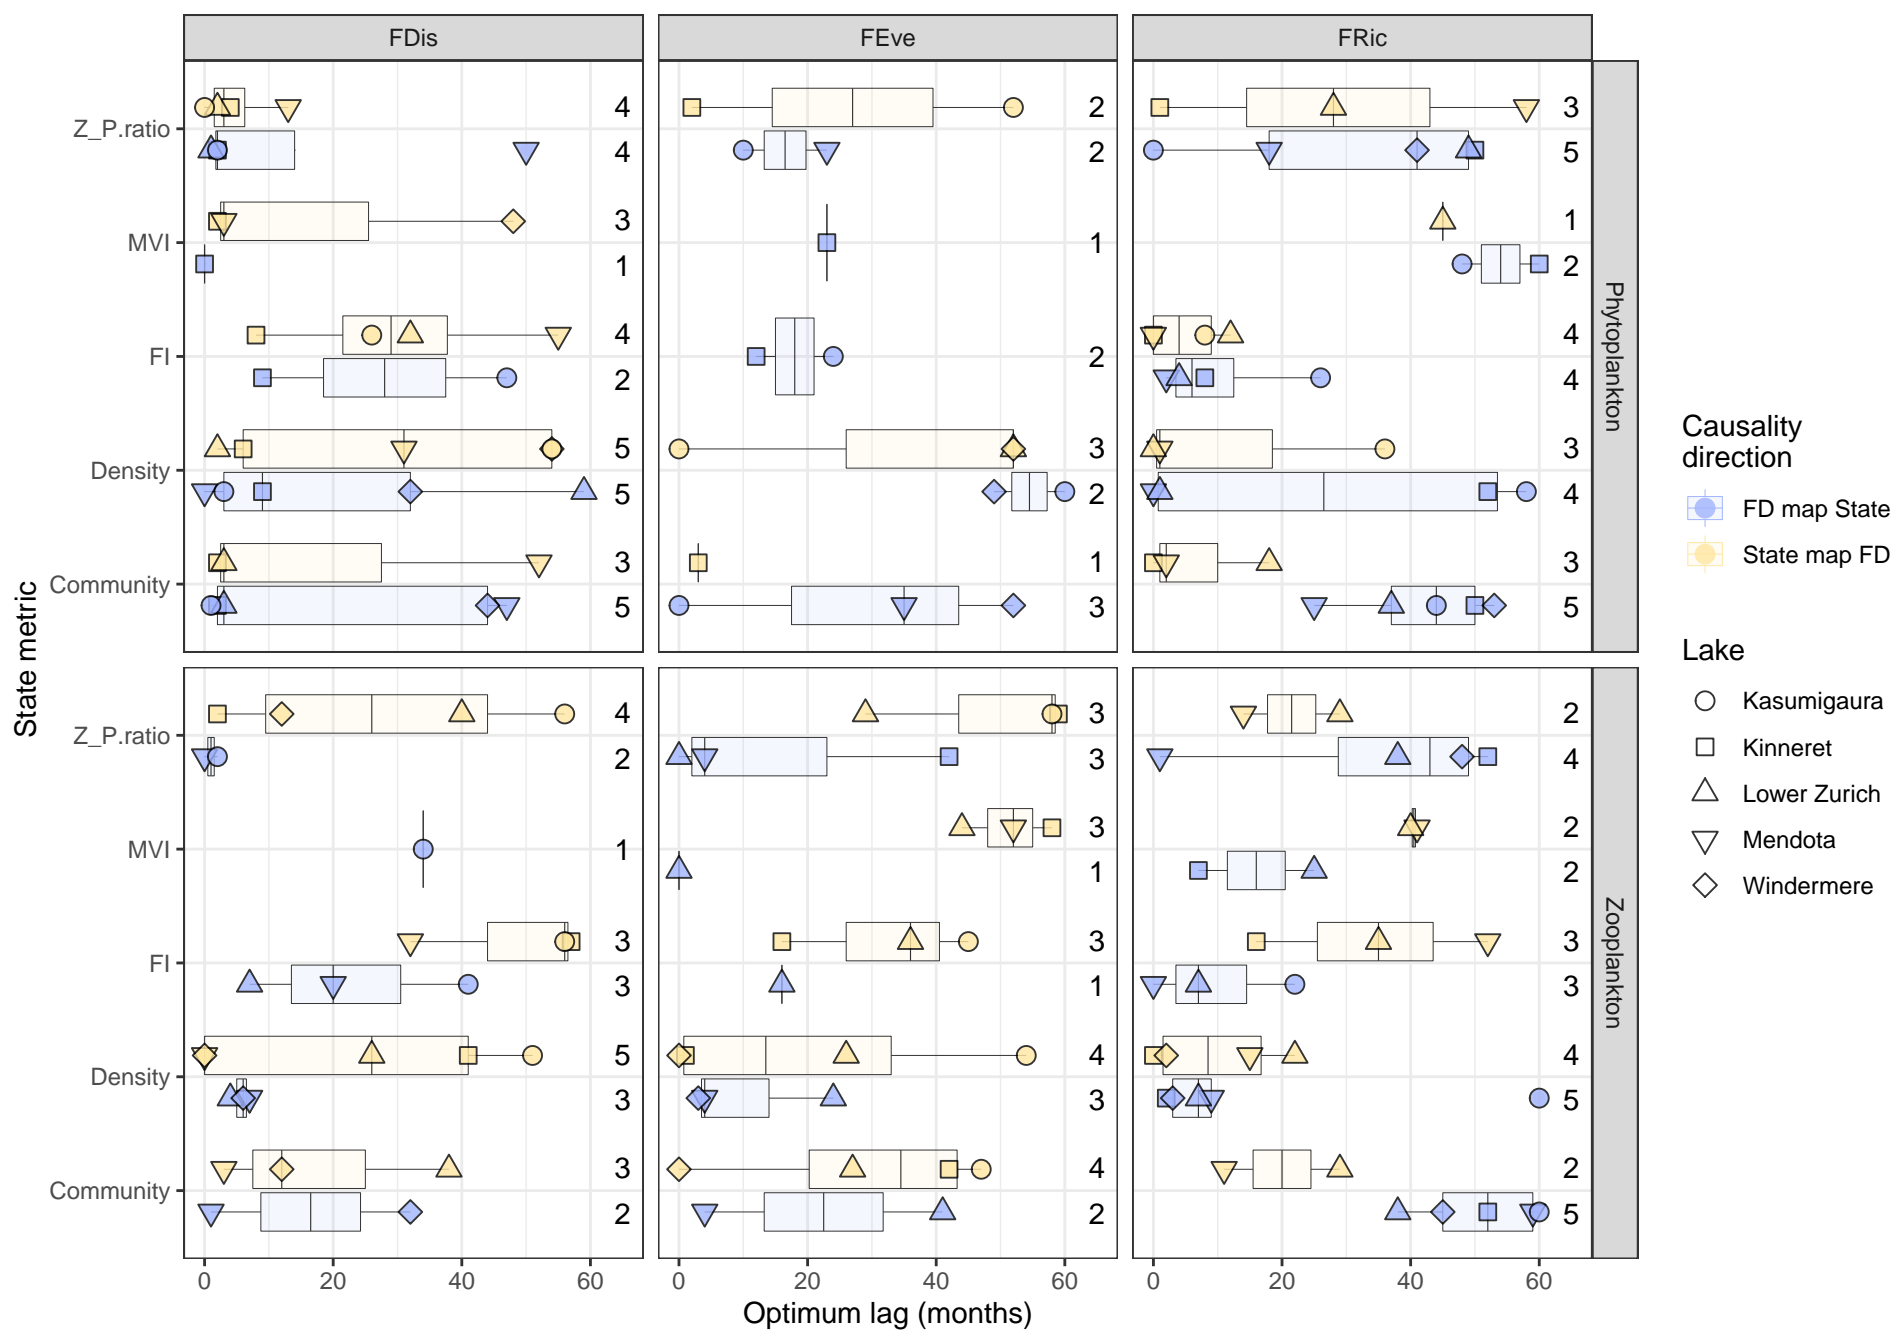 FDis FEve FRic
Z_P.ratio 4 2 3
4 2 5
MVI 3 1 1
1 2
FI 4 2 4
2 4
Density 5 3 3
5 2 4
Community 3 1 3
5 3 5
Phytoplankton
Z_P.ratio 4 3 2
2 3 4
MVI 1 3 2
1 2
FI 3 3 3
3 1 3
Density 5 4 4
3 3 5
Community 3 4 2
2 2 5
Zooplankton
0 20 40 60 0 20 40 60 0 20 40 60
Optimum lag (months)
State metric
Causality
direction
FD map State
State map FD
Lake
Kasumigaura
Kinneret
Lower Zurich
Mendota
Windermere